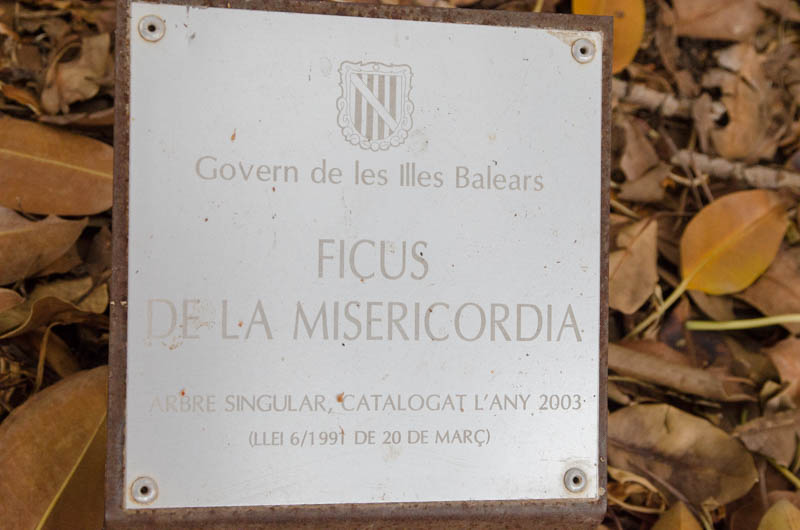 Govern de les Illes Balears
FICUS
DE LA MISERICORDIA
ARBRE SINGULAR, CATALOGAT L'ANY 2003
(LLEI 6/1991 DE 20 DE MARÇ)